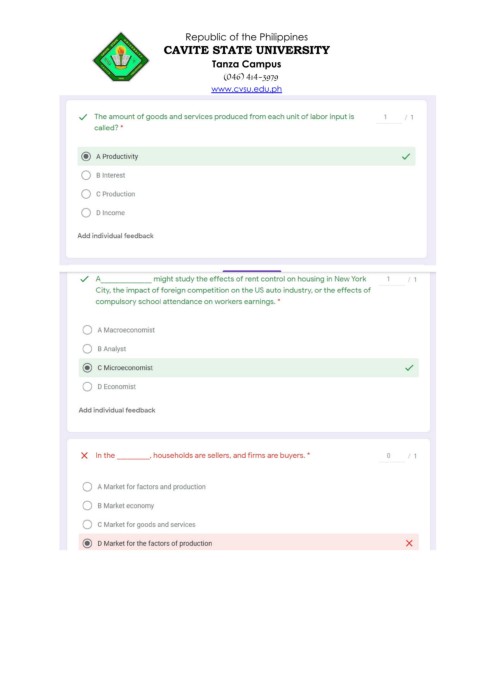 Republic of the Philippines
CAVITE STATE UNIVERSITY
Tanza Campus
(046) 414-3979
www.cvsu.edu.ph
The amount of goods and services produced from each unit of labor input is 1 / 1
called? *
A Productivity
B Interest
C Production
D Income
Add individual feedback
A____________ might study the effects of rent control on housing in New York 1 / 1
City, the impact of foreign competition on the US auto industry, or the effects of
compulsory school attendance on workers earnings. *
A Macroeconomist
B Analyst
C Microeconomist
D Economist
Add individual feedback
In the ________, households are sellers, and firms are buyers. * 0 / 1
A Market for factors and production
B Market economy
C Market for goods and services
D Market for the factors of production